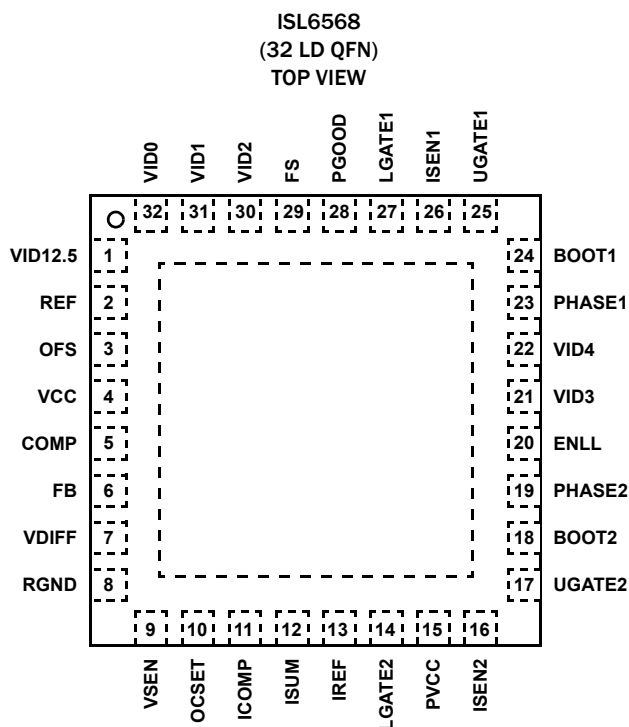 ISL6568
(32 LD QFN)
TOP VIEW
VID0
VID1
VID2
FS
PGOOD
LGATE1
ISEN1
UGATE1
32
31
30
29
28
27
26
25
VID12.5
1
24
BOOT1
REF
2
23
PHASE1
OFS
3
22
VID4
VCC
4
21
VID3
COMP
5
20
ENLL
FB
6
19
PHASE2
VDIFF
7
18
BOOT2
RGND
8
17
UGATE2
9
10
11
12
13
14
15
16
VSEN
OCSET
ICOMP
ISUM
IREF
LGATE2
PVCC
ISEN2